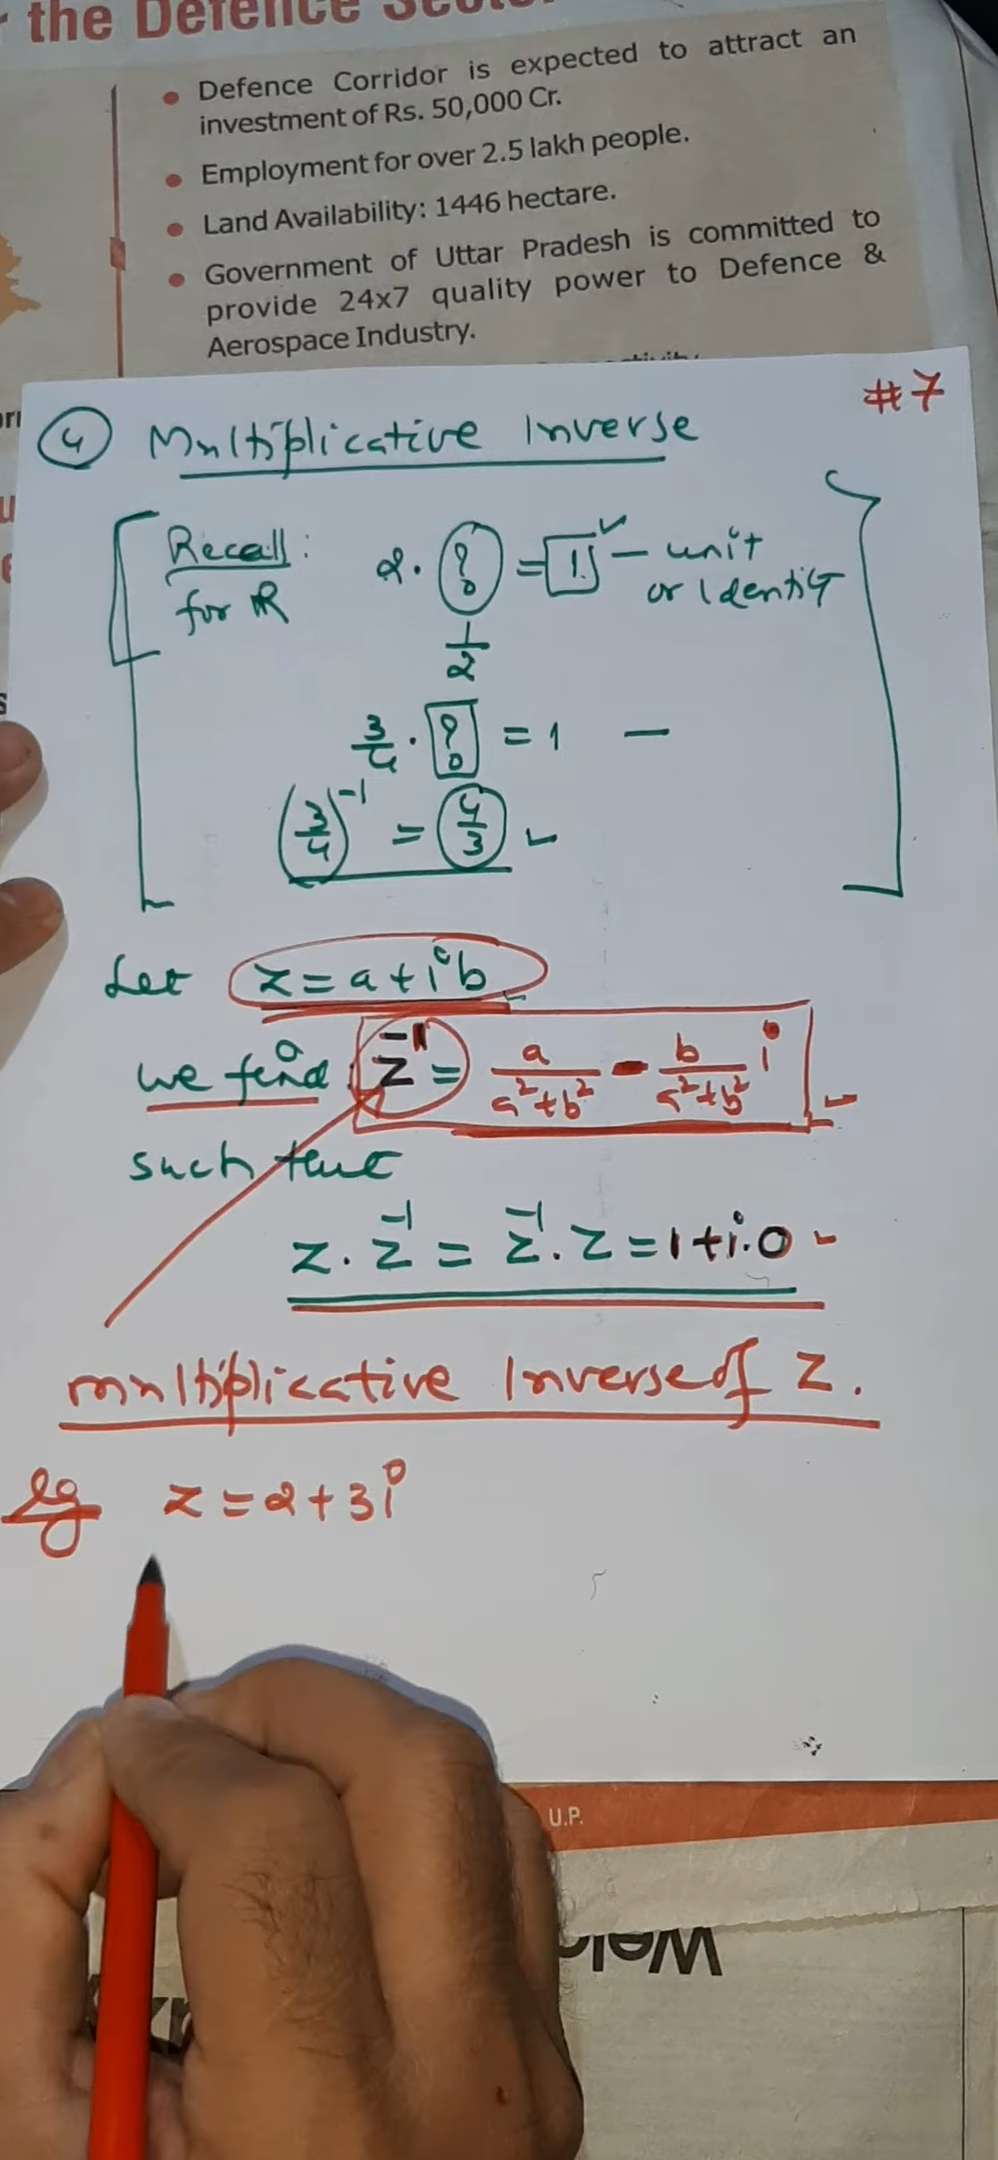 the Defence
• Defence Corridor is expected to attract an
investment of Rs. 50,000 Cr.
• Employment for over 2.5 lakh people.
• Land Availability: 1446 hectare.
• Government of Uttar Pradesh is committed to
provide 24x7 quality power to Defence &
Aerospace Industry.
#7
4 Multiplicative Inverse
Recall: 2 · ? = 1 — unit
for R or Identity
1/2
3/4 · ? = 1 —
(3/4)⁻¹ = 4/3
Let z = a + i b
we find z⁻¹ = a/(a²+b²) - b/(a²+b²) i
such that
z · z⁻¹ = z⁻¹ · z = 1 + i·0
multiplicative Inverse of z.
eg z = 2 + 3i
U.P.